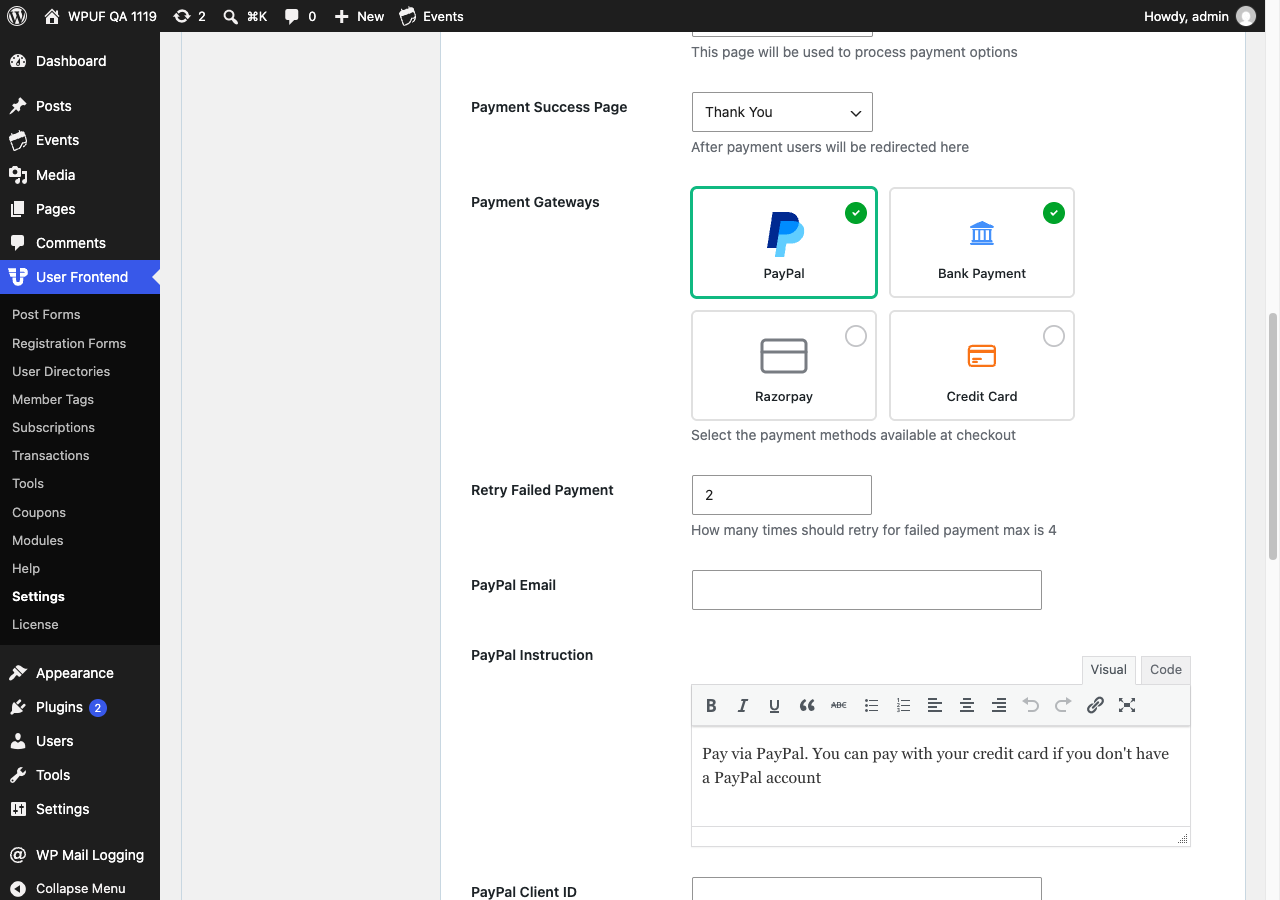 WPUF QA 1119
2
⌘K
0
New
Events
Howdy, admin
Dashboard
Posts
Events
Media
Pages
Comments
User Frontend
Post Forms
Registration Forms
User Directories
Member Tags
Subscriptions
Transactions
Tools
Coupons
Modules
Help
Settings
License
Appearance
Plugins 2
Users
Tools
Settings
WP Mail Logging
Collapse Menu
This page will be used to process payment options
Payment Success Page
Thank You
After payment users will be redirected here
Payment Gateways
PayPal
Bank Payment
Razorpay
Credit Card
Select the payment methods available at checkout
Retry Failed Payment
2
How many times should retry for failed payment max is 4
PayPal Email
PayPal Instruction
Visual
Code
B I U ABC
Pay via PayPal. You can pay with your credit card if you don't have
a PayPal account
PayPal Client ID